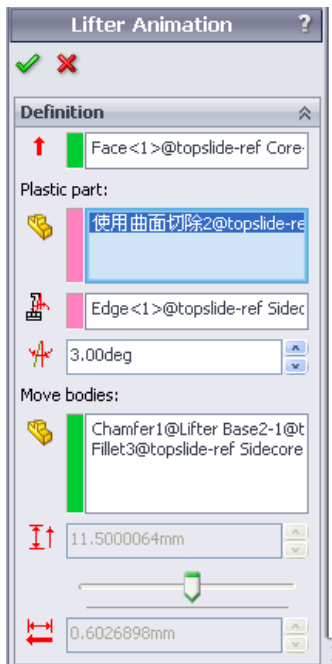 Lifter Animation ?
Definition
Face<1>@topslide-ref Core-
Plastic part:
使用曲面切除2@topslide-re
Edge<1>@topslide-ref Sidec
3.00deg
Move bodies:
Chamfer1@Lifter Base2-1@t
Fillet3@topslide-ref Sidecore
11.5000064mm
0.6026898mm